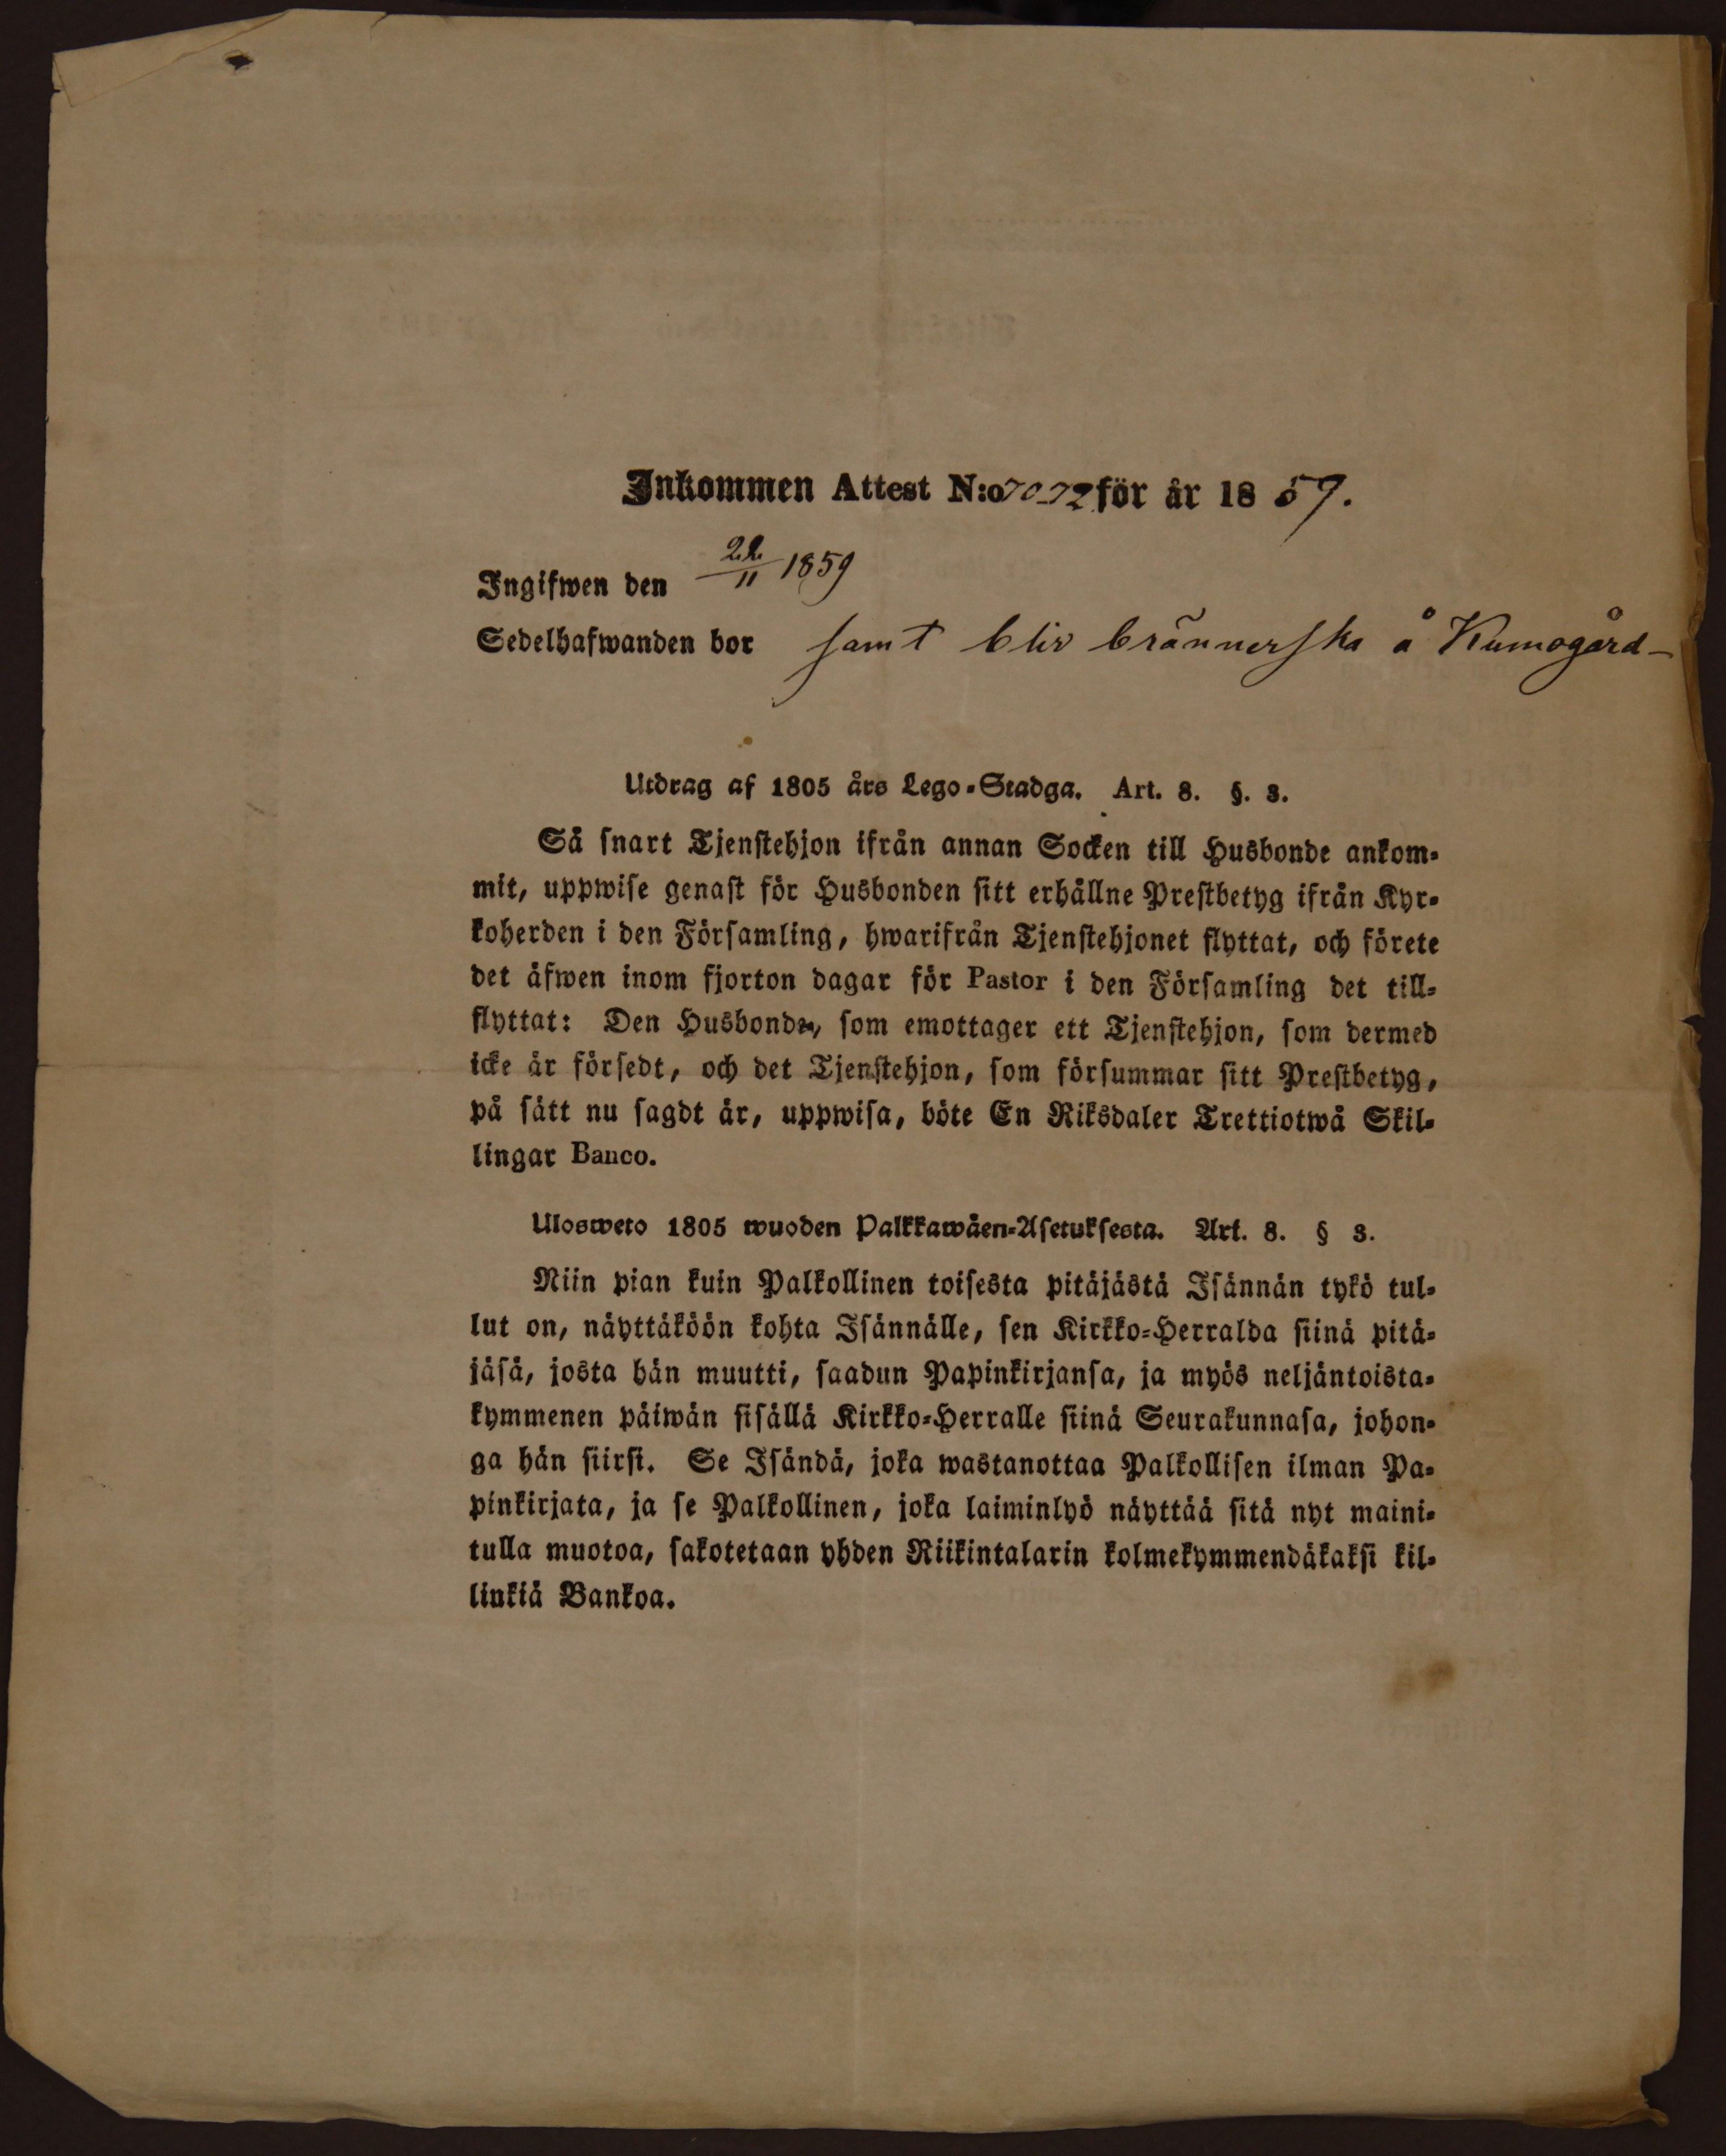 Inkommen Attest N:o för år 1859.
Ingifwen den 22/11 1859
Sedelhafwanden bor samt blir brännerska å Kumogård-
Utdrag af 1805 års Lego-Stadga. Art. 8. §. 3.
Så snart Tjenstehjon ifrån annan Socken till Husbonde ankom-
mit, uppwise genast för Husbonden sitt erhållne Prestbetyg ifrån Kyr-
koherden i den Församling, hwarifrån Tjenstehjonet flyttat, och förete
det äfwen inom fjorton dagar för Pastor i den Församling det till-
flyttat: Den Husbonde, som emottager ett Tjenstehjon, som dermed
icke är försedt, och det Tjenstehjon, som försummar sitt Prestbetyg,
på sätt nu sagdt är, uppwisa, böte En Riksdaler Trettiotwå Skil-
lingar Banco.
Ulosweto 1805 wuoden Palkkawäen-Asetuksesta. Art. 8. § 3.
Niin pian kuin Palkollinen toisesta pitäjästä Isännän tykö tul-
lut on, näyttäköön kohta Isännälle, sen Kirkko-Herralda siinä pitä-
jäsä, josta hän muutti, saadun Papinkirjansa, ja myös neljäntoista-
kymmenen päiwän sisällä Kirkko-Herralle siinä Seurakunnasa, johon-
ga hän siirsi. Se Isändä, joka wastanottaa Palkollisen ilman Pa-
pinkirjata, ja se Palkollinen, joka laiminlyö näyttää sitä nyt maini-
tulla muotoa, sakotetaan yhden Riikintalarin kolmekymmendäkaksi kil-
linkiä Bankoa.